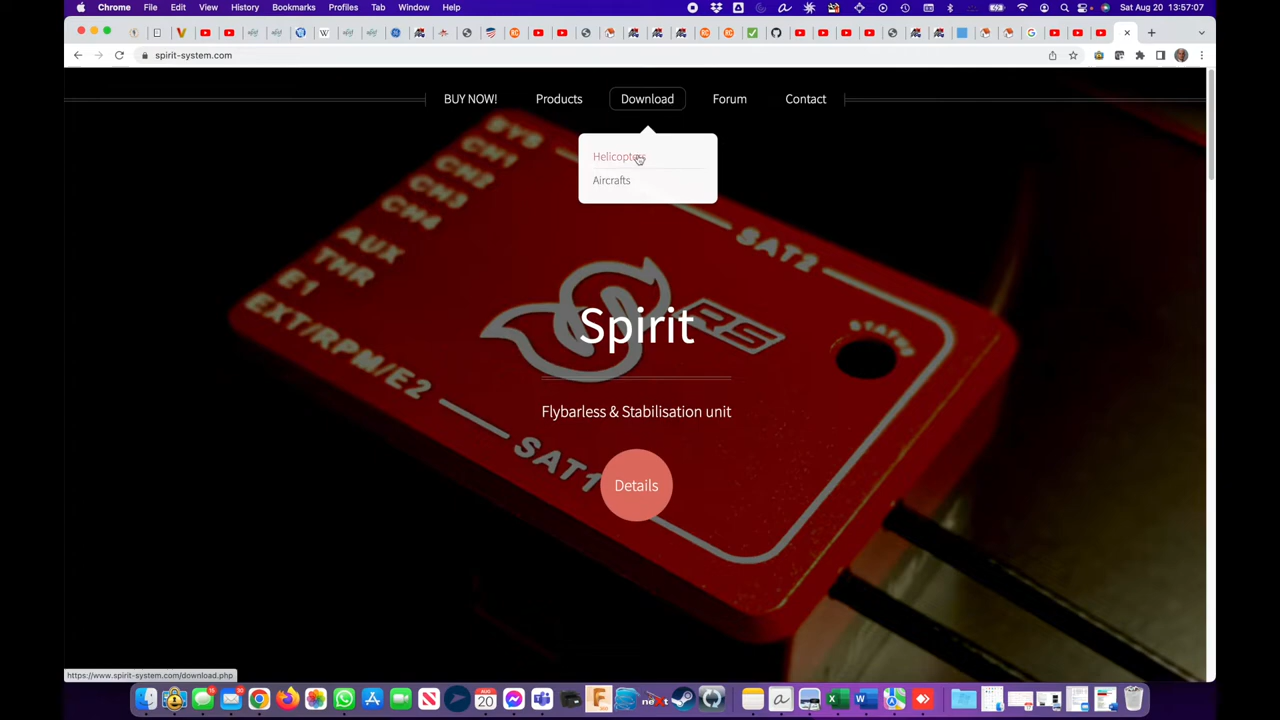 Chrome File Edit View History Bookmarks Profiles Tab Window Help
Sat Aug 20 13:57:07
spirit-system.com
BUY NOW! Products Download Forum Contact
Helicopters
Aircrafts
SYS
CH1
CH2
CH3
CH4
AUX
THR
E1
EXT/RPM/E2
SAT2
SAT1
STATUS
RS
Spirit
Flybarless & Stabilisation unit
Details
https://www.spirit-system.com/download.php